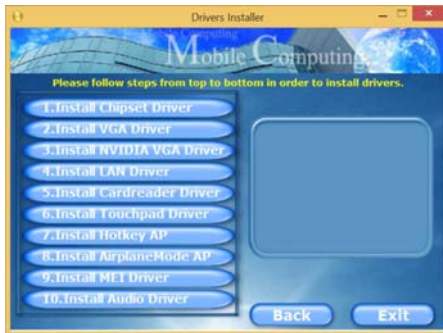 Drivers Installer
Mobile Computing
Mobile Computing
Please follow steps from top to bottom in order to install drivers.
1.Install Chipset Driver
2.Install VGA Driver
3.Install NVIDIA VGA Driver
4.Install LAN Driver
5.Install Cardreader Driver
6.Install Touchpad Driver
7.Install Hotkey AP
8.Install AirplaneMode AP
9.Install MEI Driver
10.Install Audio Driver
Back
Exit